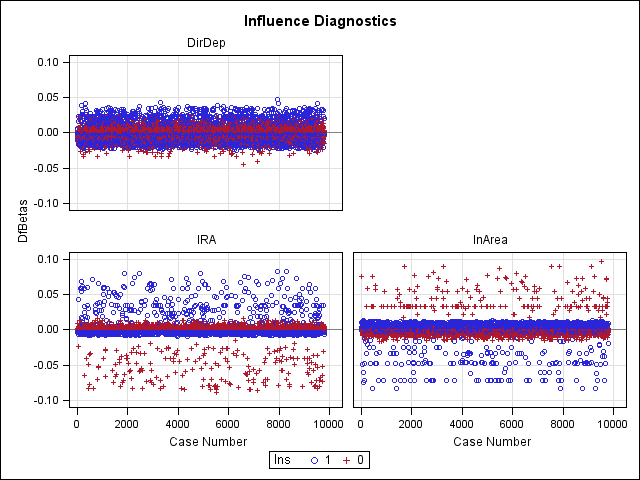 Influence Diagnostics
DirDep
0.10
0.05
0.00
-0.05
-0.10
DfBetas
IRA
InArea
0.10
0.05
0.00
-0.05
-0.10
0 2000 4000 6000 8000 10000
0 2000 4000 6000 8000 10000
Case Number
Case Number
Ins 1 0